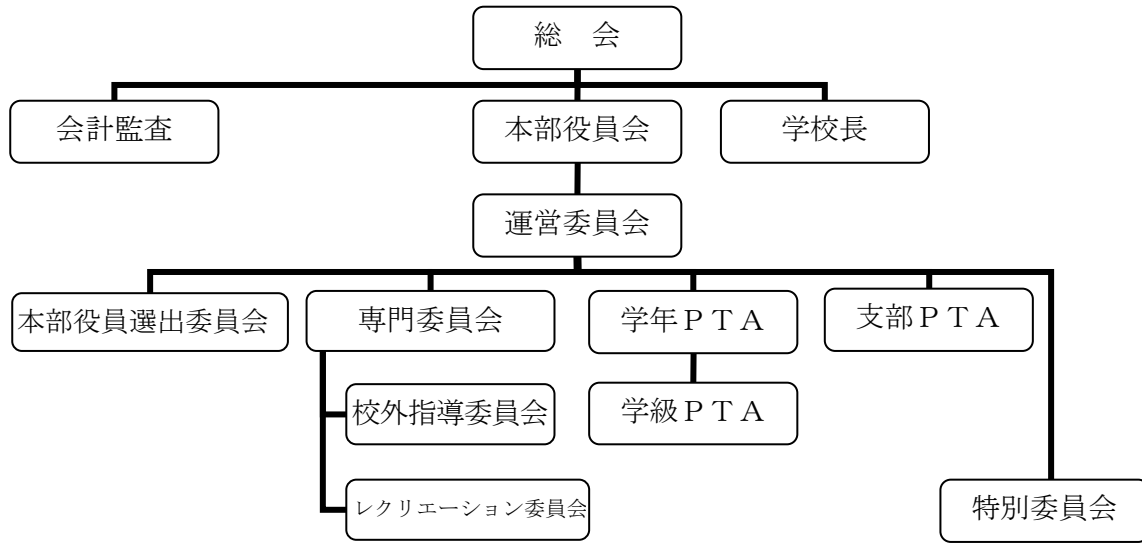 総　会
会計監査
本部役員会
学校長
運営委員会
本部役員選出委員会
専門委員会
学年ＰＴＡ
支部ＰＴＡ
校外指導委員会
学級ＰＴＡ
レクリエーション委員会
特別委員会